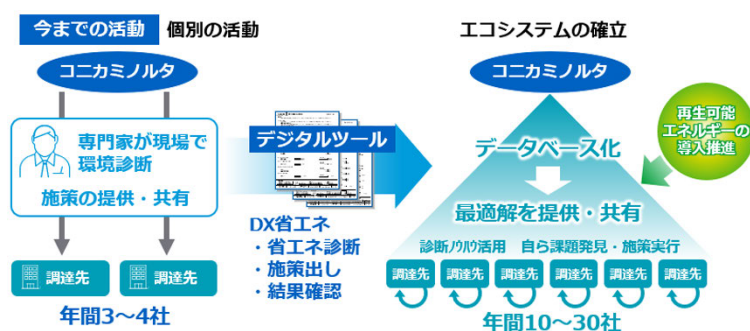 今までの活動 個別の活動
コニカミノルタ
専門家が現場で
環境診断
施策の提供・共有
調達先 調達先
年間3～4社
デジタルツール
DX省エネ
・省エネ診断
・施策出し
・結果確認
エコシステムの確立
コニカミノルタ
再生可能
エネルギーの
導入推進
データベース化
最適解を提供・共有
診断ノウハウ活用 自ら課題発見・施策実行
調達先 調達先 調達先 調達先 調達先 調達先
年間10～30社